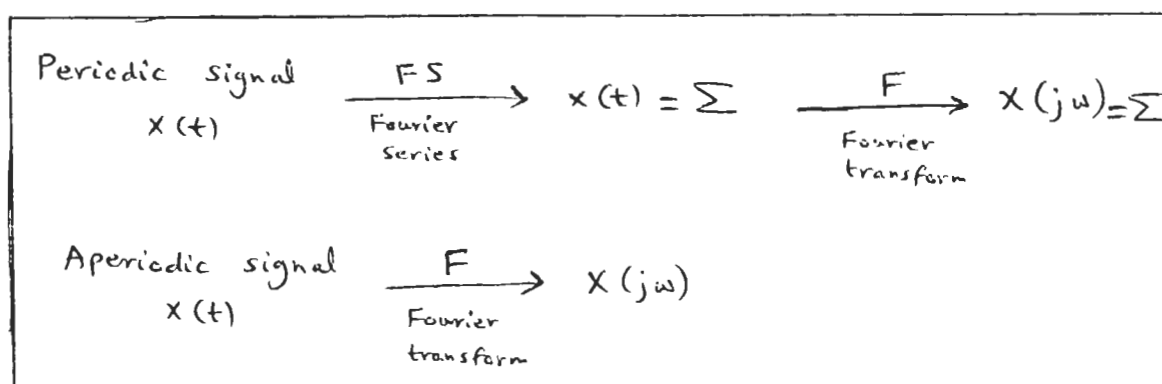 Periodic signal FS x(t) = Σ F X(jω) = Σ
x(t) Fourier series Fourier transform
Aperiodic signal F X(jω)
x(t) Fourier transform